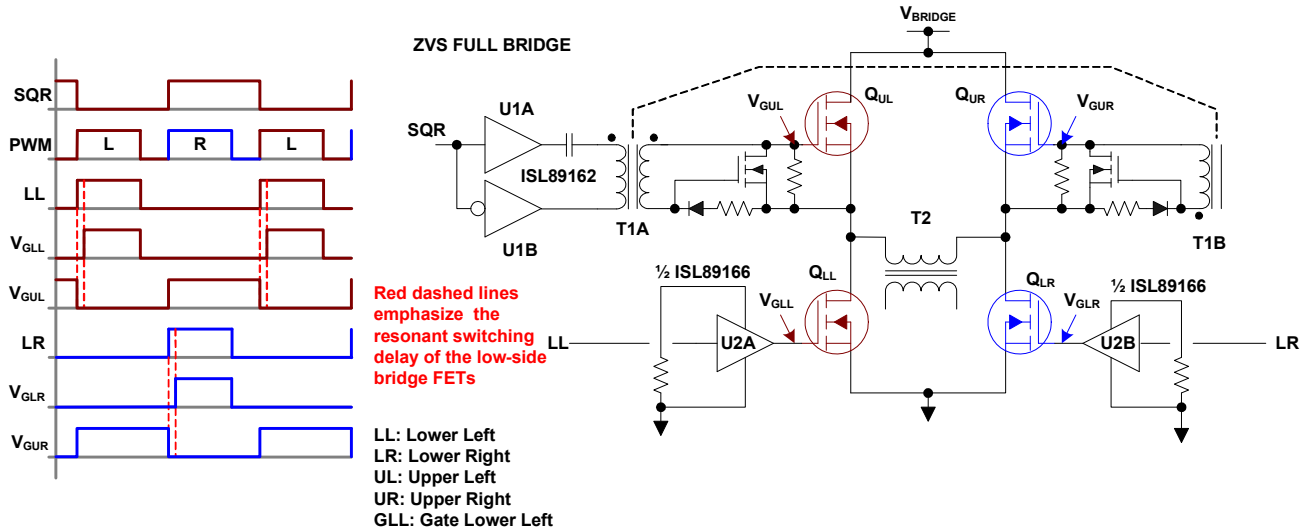 ZVS FULL BRIDGE
SQR
PWM
L
R
L
LL
VGLL
VGUL
LR
VGLR
VGUR
Red dashed lines
emphasize the
resonant switching
delay of the low-side
bridge FETs
LL: Lower Left
LR: Lower Right
UL: Upper Left
UR: Upper Right
GLL: Gate Lower Left
VBRIDGE
SQR
U1A
ISL89162
U1B
T1A
VGUL
QUL
QUR
VGUR
T1B
T2
½ ISL89166
QLL
VGLL
LL
U2A
QLR
VGLR
½ ISL89166
U2B
LR